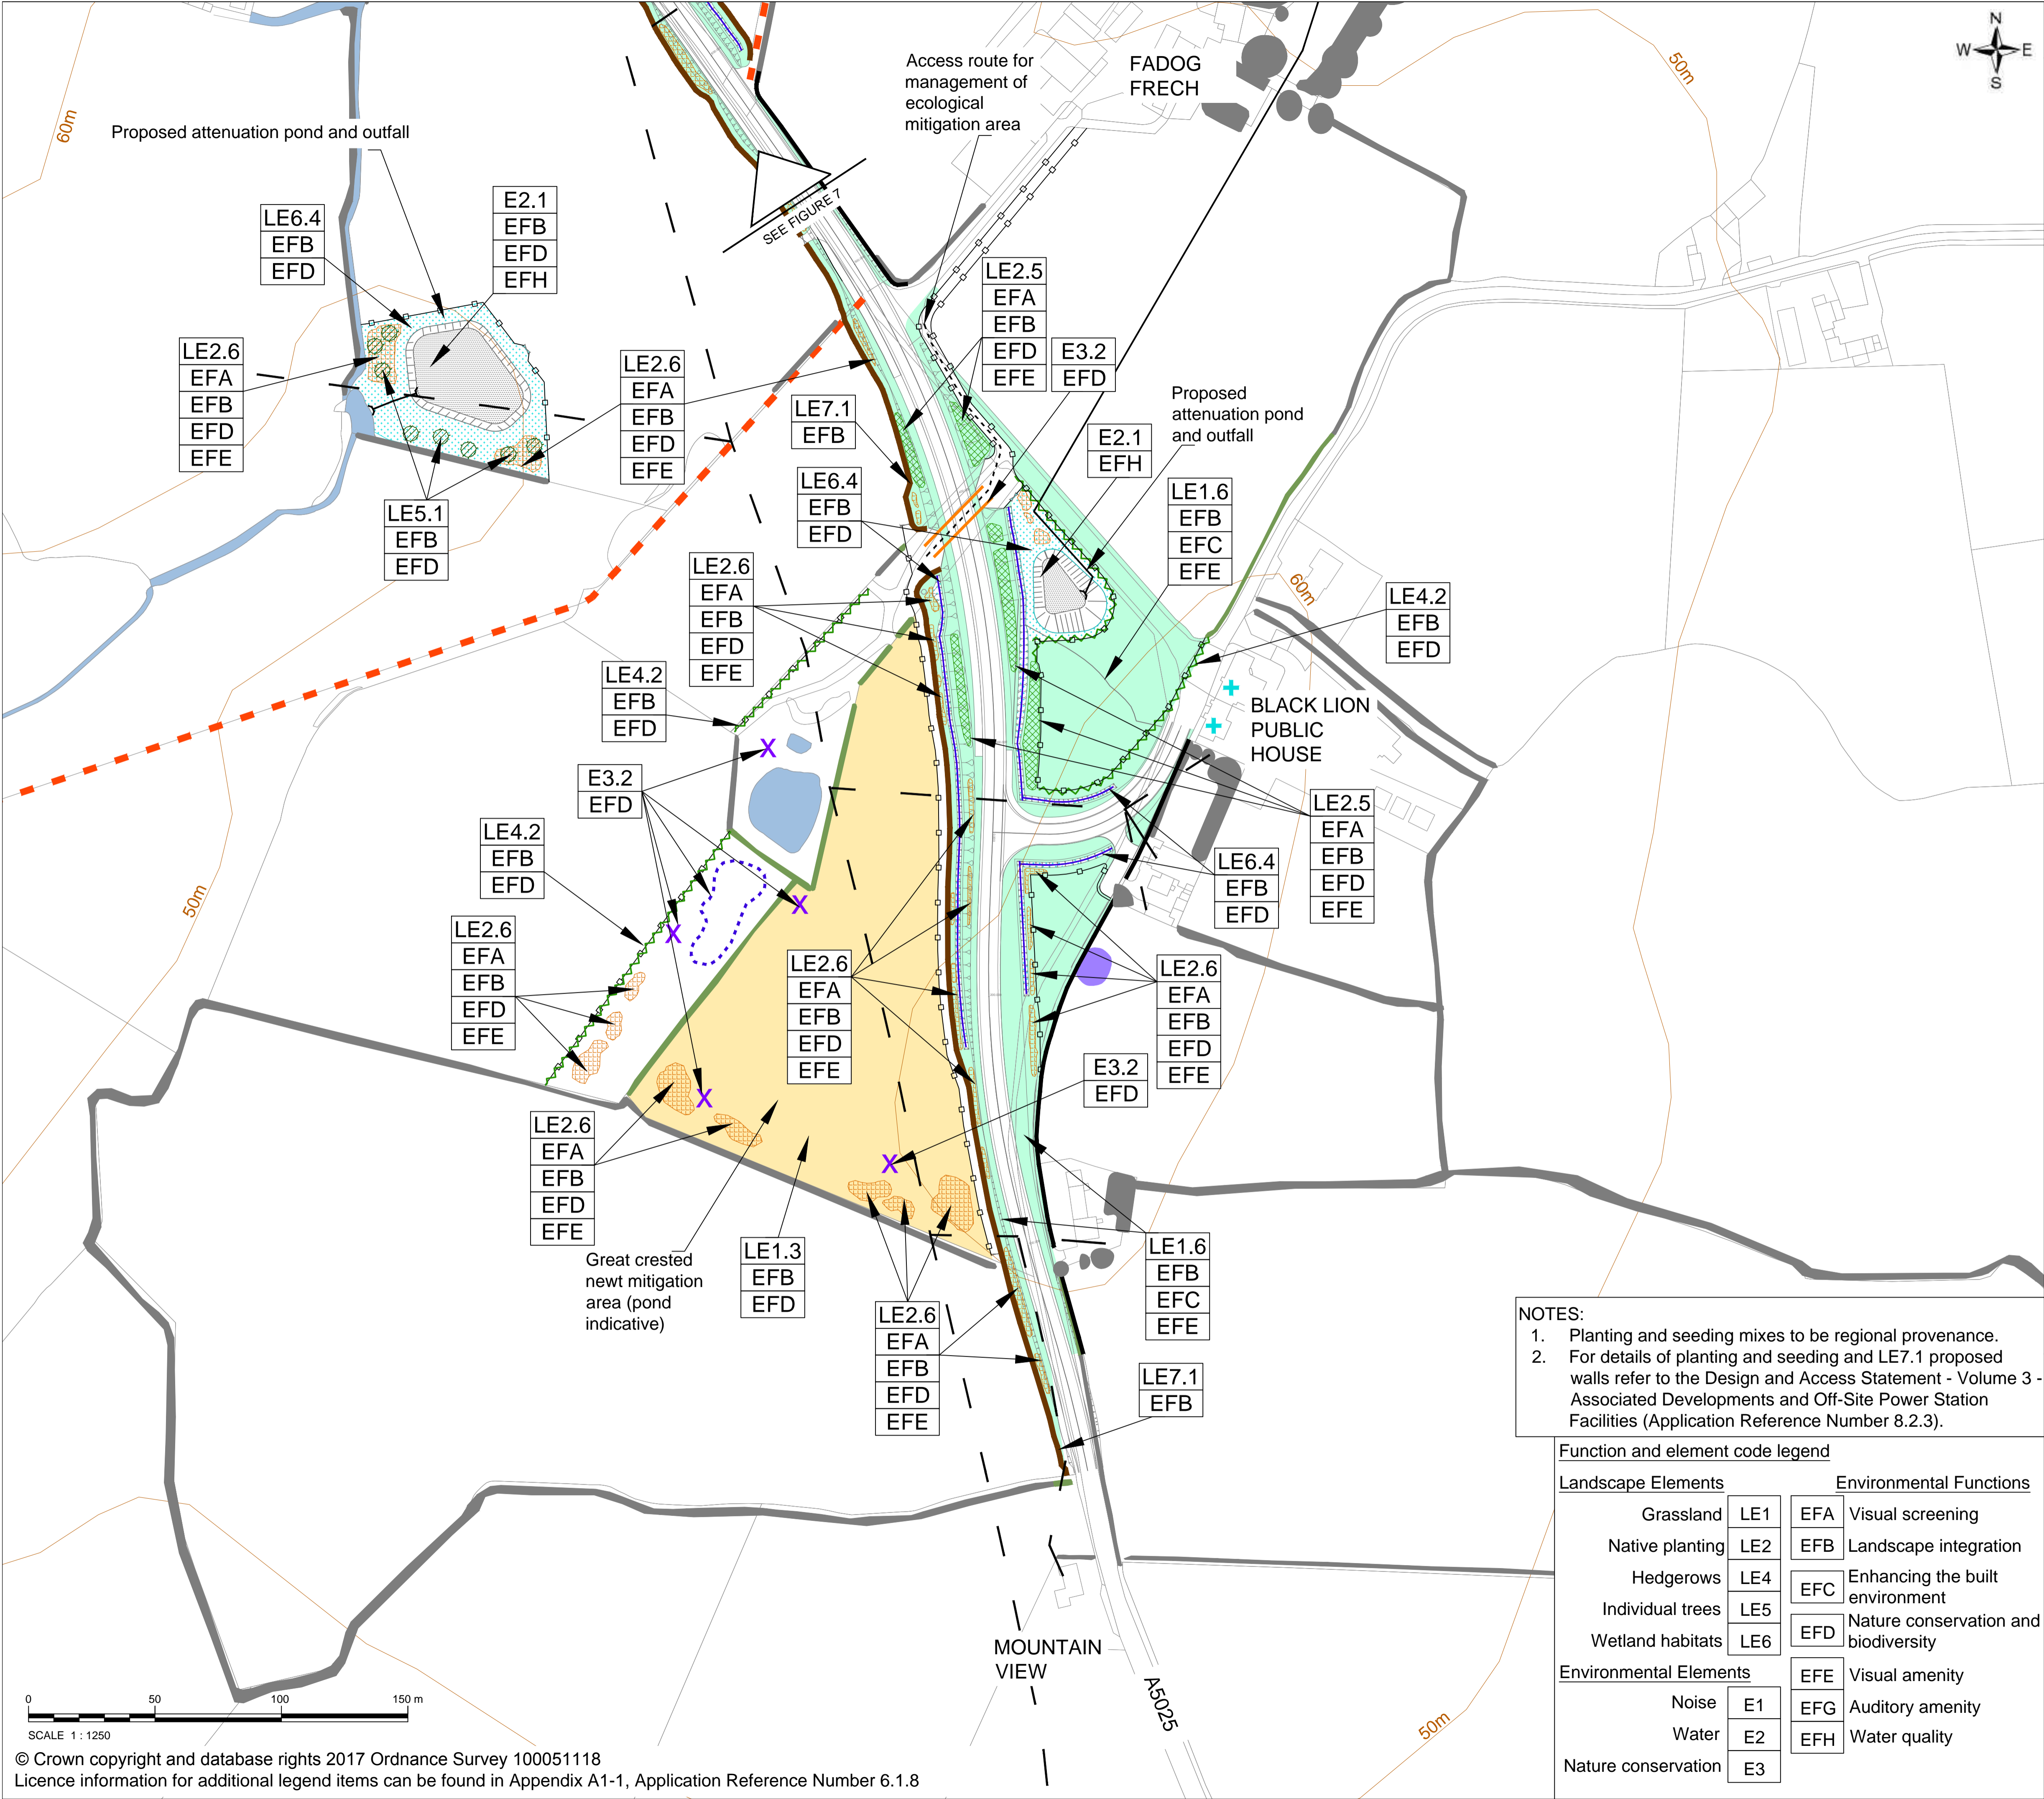 N
W E
S
50m
60m
Access route for
management of
ecological
mitigation area
FADOG
FRECH
Proposed attenuation pond and outfall
SEE FIGURE 7
LE6.4
EFB
EFD
E2.1
EFB
EFD
EFH
LE2.6
EFA
EFB
EFD
EFE
LE5.1
EFB
EFD
LE2.6
EFA
EFB
EFD
EFE
LE2.5
EFA
EFB
EFD
EFE
E3.2
EFD
LE7.1
EFB
Proposed
attenuation pond
and outfall
E2.1
EFH
LE6.4
EFB
EFD
LE1.6
EFB
EFC
EFE
LE2.6
EFA
EFB
EFD
EFE
60m
LE4.2
EFB
EFD
LE4.2
EFB
EFD
BLACK LION
PUBLIC
HOUSE
E3.2
EFD
LE2.5
EFA
EFB
EFD
EFE
LE4.2
EFB
EFD
LE6.4
EFB
EFD
50m
LE2.6
EFA
EFB
EFD
EFE
LE2.6
EFA
EFB
EFD
EFE
LE2.6
EFA
EFB
EFD
EFE
E3.2
EFD
LE2.6
EFA
EFB
EFD
EFE
Great crested
newt mitigation
area (pond
indicative)
LE1.3
EFB
EFD
LE1.6
EFB
EFC
EFE
LE2.6
EFA
EFB
EFD
EFE
LE7.1
EFB
X
X
X
X
X
MOUNTAIN
VIEW
A5025
50m
NOTES:
1. Planting and seeding mixes to be regional provenance.
2. For details of planting and seeding and LE7.1 proposed
walls refer to the Design and Access Statement - Volume 3 -
Associated Developments and Off-Site Power Station
Facilities (Application Reference Number 8.2.3).
Function and element code legend
Landscape Elements
Grassland LE1
Native planting LE2
Hedgerows LE4
Individual trees LE5
Wetland habitats LE6
Environmental Elements
Noise E1
Water E2
Nature conservation E3
Environmental Functions
EFA Visual screening
EFB Landscape integration
EFC Enhancing the built
environment
EFD Nature conservation and
biodiversity
EFE Visual amenity
EFG Auditory amenity
EFH Water quality
0 50 100 150 m
SCALE 1 : 1250
© Crown copyright and database rights 2017 Ordnance Survey 100051118
Licence information for additional legend items can be found in Appendix A1-1, Application Reference Number 6.1.8